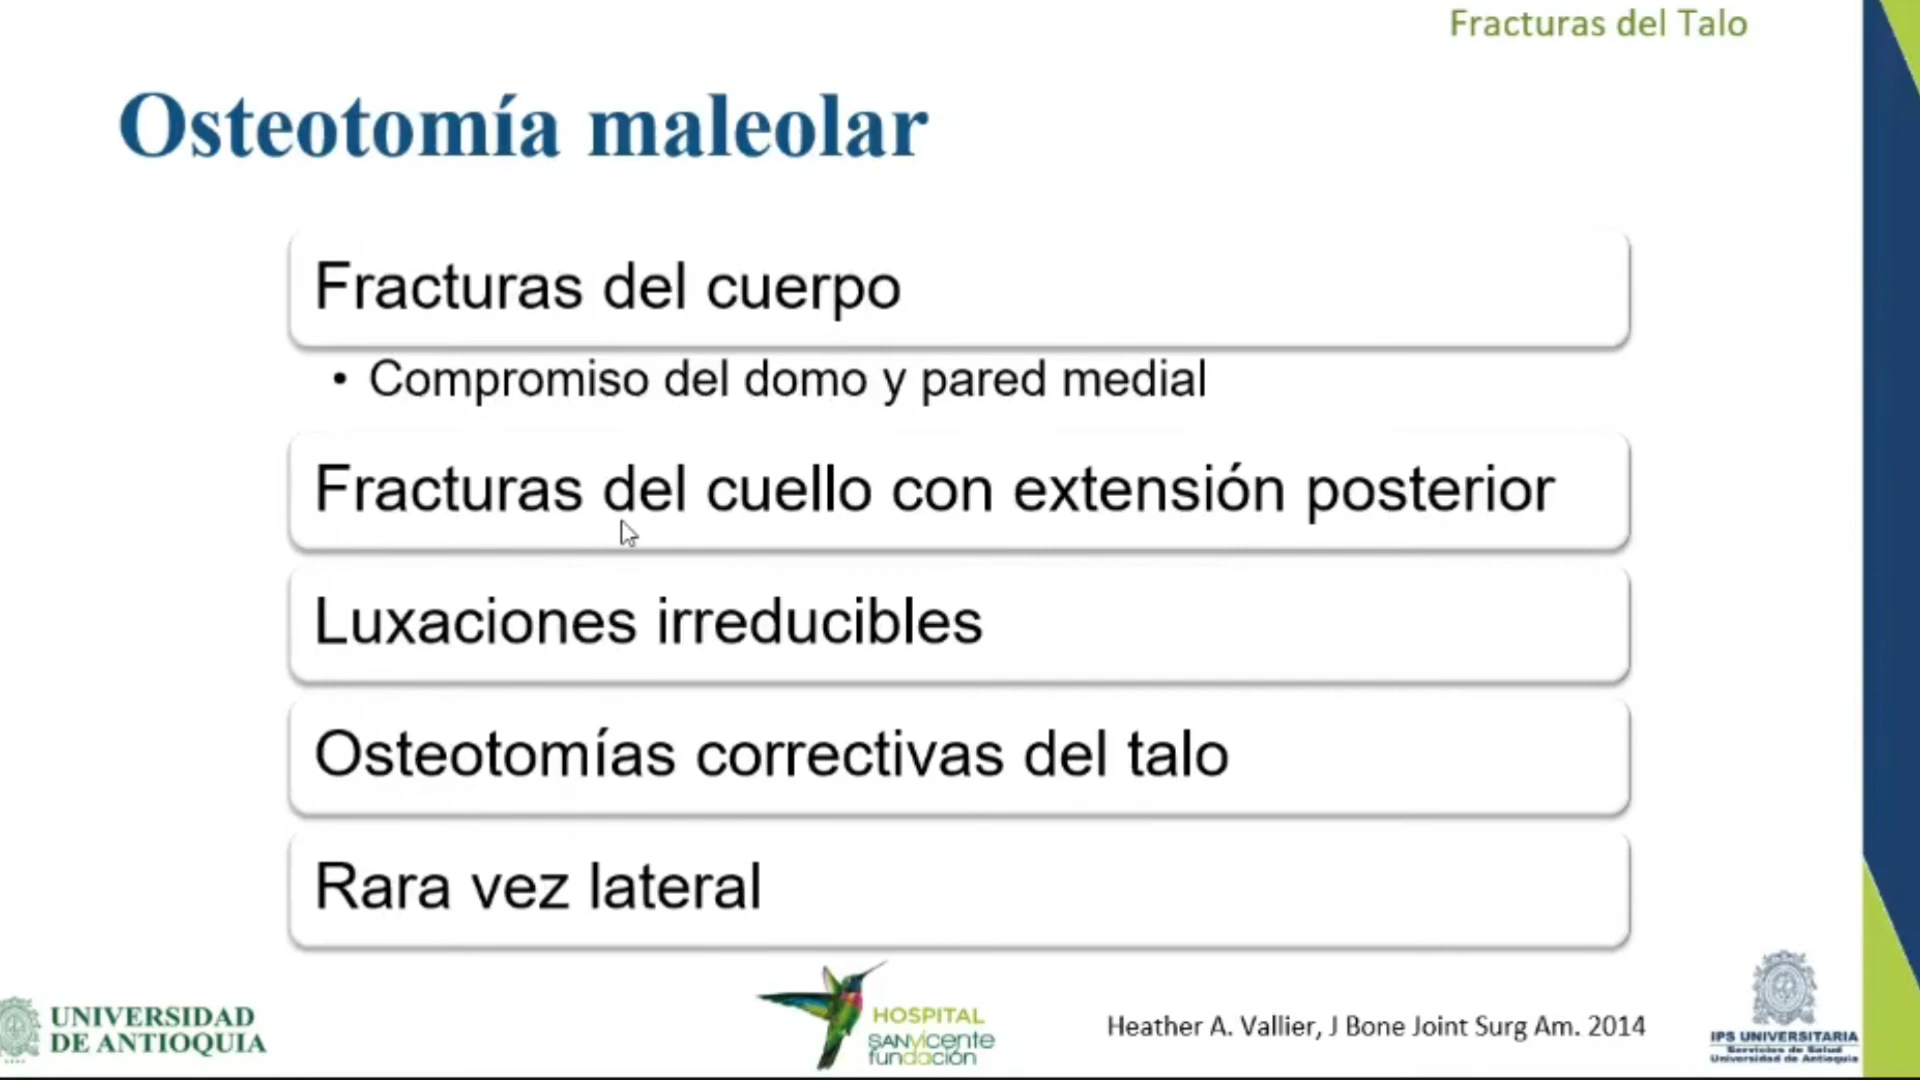 Fracturas del Talo
Osteotomía maleolar
Fracturas del cuerpo
• Compromiso del domo y pared medial
Fracturas del cuello con extensión posterior
Luxaciones irreducibles
Osteotomías correctivas del talo
Rara vez lateral
UNIVERSIDAD
DE ANTIOQUIA
HOSPITAL
SANVicente
fundación
Heather A. Vallier, J Bone Joint Surg Am. 2014
IPS UNIVERSITARIA
Servicios de Salud
Universidad de Antioquia